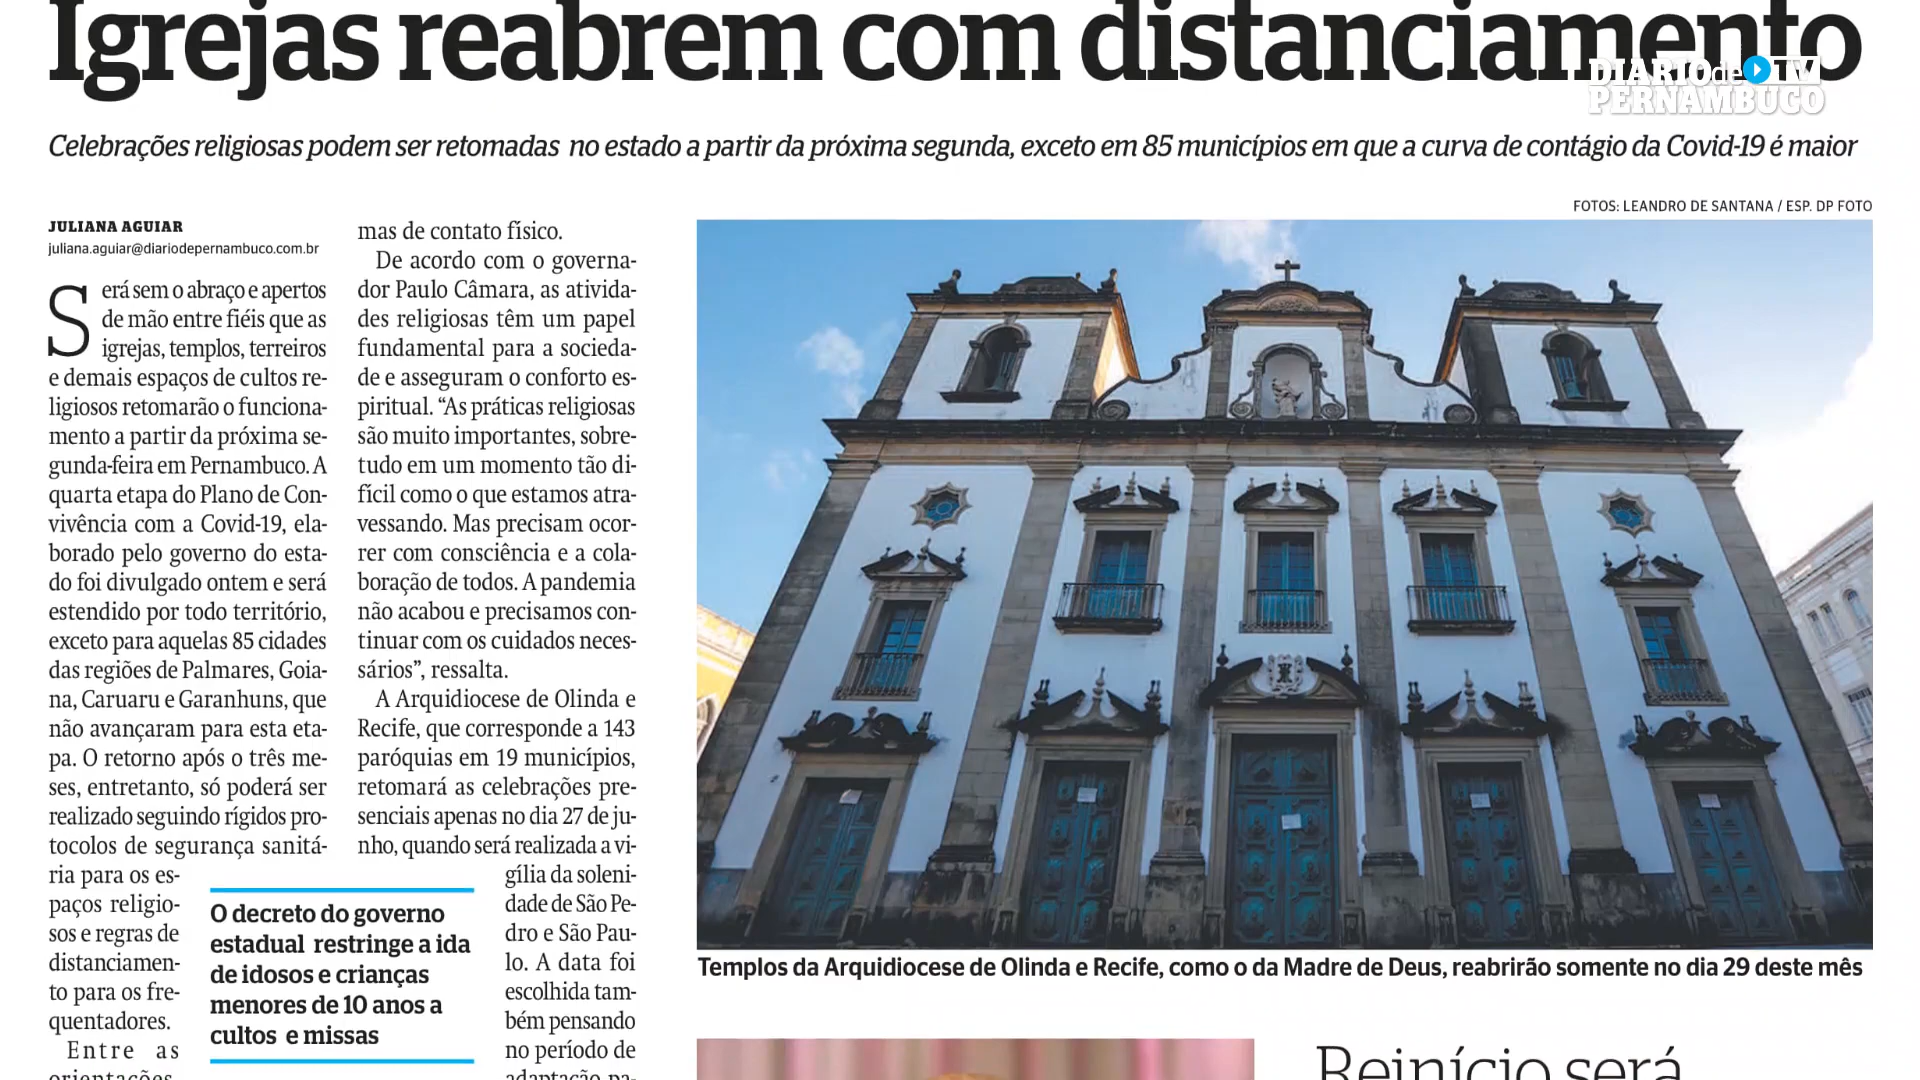 Igrejas reabrem com distanciamento
DIARIO de TV
PERNAMBUCO
Celebrações religiosas podem ser retomadas no estado a partir da próxima segunda, exceto em 85 municípios em que a curva de contágio da Covid-19 é maior
FOTOS: LEANDRO DE SANTANA / ESP. DP FOTO
JULIANA AGUIAR
juliana.aguiar@diariodepernambuco.com.br
Será sem o abraço e apertos
de mão entre fiéis que as
igrejas, templos, terreiros
e demais espaços de cultos re-
ligiosos retomarão o funciona-
mento a partir da próxima se-
gunda-feira em Pernambuco. A
quarta etapa do Plano de Con-
vivência com a Covid-19, ela-
borado pelo governo do esta-
do foi divulgado ontem e será
estendido por todo território,
exceto para aquelas 85 cidades
das regiões de Palmares, Goia-
na, Caruaru e Garanhuns, que
não avançaram para esta eta-
pa. O retorno após o três me-
ses, entretanto, só poderá ser
realizado seguindo rígidos pro-
tocolos de segurança sanitá-
ria para os es-
paços religio-
sos e regras de
distanciamen-
to para os fre-
quentadores.
Entre as
orientações,
O decreto do governo
estadual restringe a ida
de idosos e crianças
menores de 10 anos a
cultos e missas
mas de contato físico.
De acordo com o governa-
dor Paulo Câmara, as ativida-
des religiosas têm um papel
fundamental para a socieda-
de e asseguram o conforto es-
piritual. “As práticas religiosas
são muito importantes, sobre-
tudo em um momento tão di-
fícil como o que estamos atra-
vessando. Mas precisam ocor-
rer com consciência e a cola-
boração de todos. A pandemia
não acabou e precisamos con-
tinuar com os cuidados neces-
sários”, ressalta.
A Arquidiocese de Olinda e
Recife, que corresponde a 143
paróquias em 19 municípios,
retomará as celebrações pre-
senciais apenas no dia 27 de ju-
nho, quando será realizada a vi-
gília da soleni-
dade de São Pe-
dro e São Pau-
lo. A data foi
escolhida tam-
bém pensando
no período de
adaptação pa-
Templos da Arquidiocese de Olinda e Recife, como o da Madre de Deus, reabrirão somente no dia 29 deste mês
Reinício será